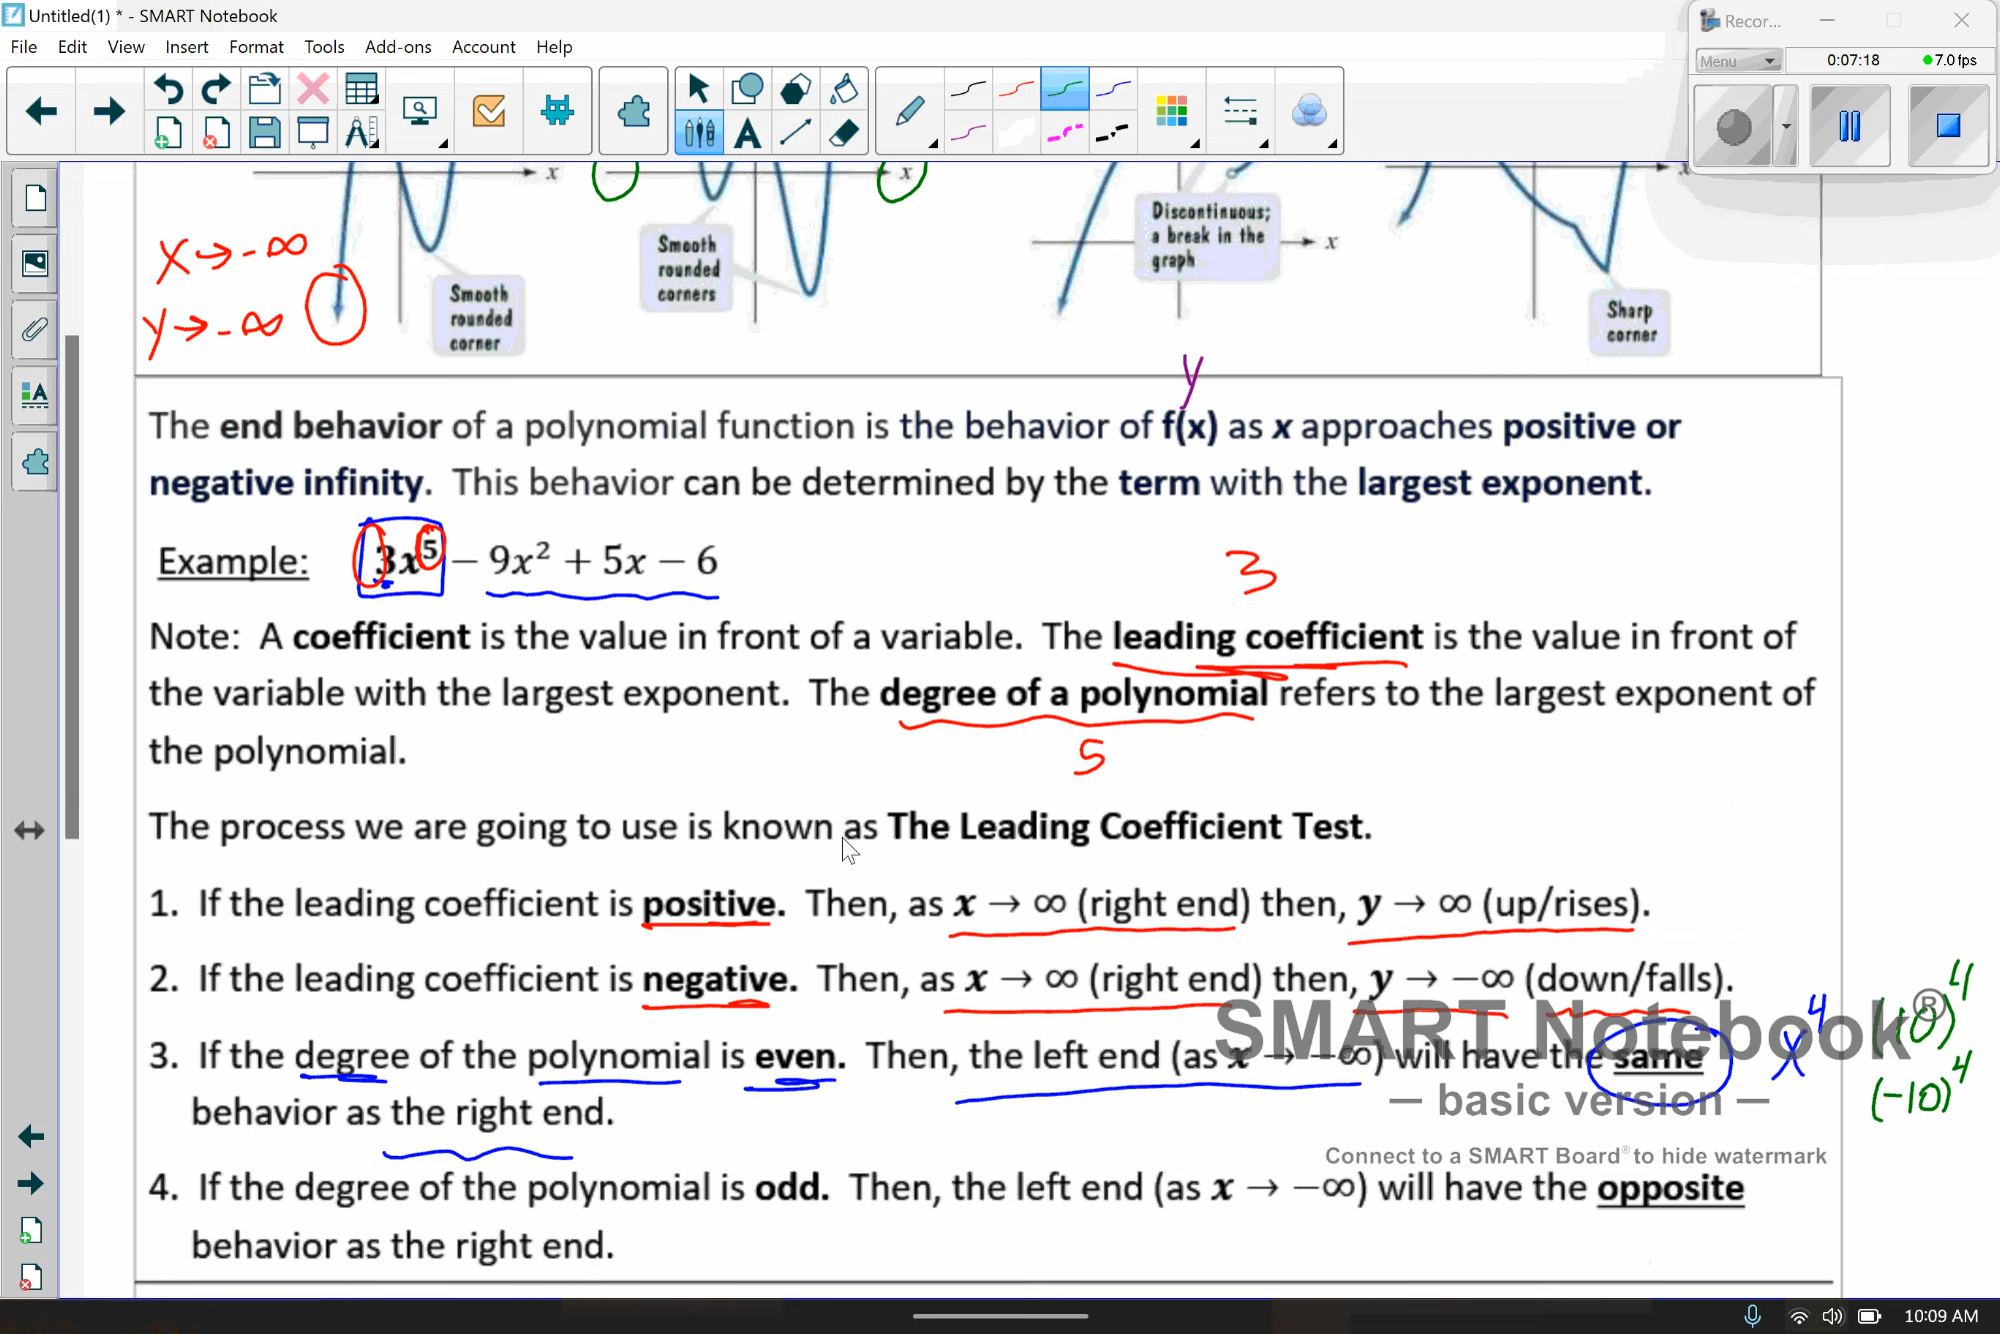 Untitled(1) * - SMART Notebook
Recor...
File Edit View Insert Format Tools Add-ons Account Help
Menu 0:07:18 7.0 fps
x x x
Discontinuous;
a break in the
graph
x
Smooth
rounded
corners
x → -∞
y → -∞
Smooth
rounded
corner
Sharp
corner
y
The end behavior of a polynomial function is the behavior of f(x) as x approaches positive or
negative infinity. This behavior can be determined by the term with the largest exponent.
Example: 3x⁵ − 9x² + 5x − 6
3
Note: A coefficient is the value in front of a variable. The leading coefficient is the value in front of
the variable with the largest exponent. The degree of a polynomial refers to the largest exponent of
the polynomial.
5
The process we are going to use is known as The Leading Coefficient Test.
1. If the leading coefficient is positive. Then, as x → ∞ (right end) then, y → ∞ (up/rises).
2. If the leading coefficient is negative. Then, as x → ∞ (right end) then, y → −∞ (down/falls).
SMART Notebook®
x⁴ (10)⁴
3. If the degree of the polynomial is even. Then, the left end (as x → −∞) will have the same
(-10)⁴
— basic version —
behavior as the right end.
Connect to a SMART Board® to hide watermark
4. If the degree of the polynomial is odd. Then, the left end (as x → −∞) will have the opposite
behavior as the right end.
10:09 AM